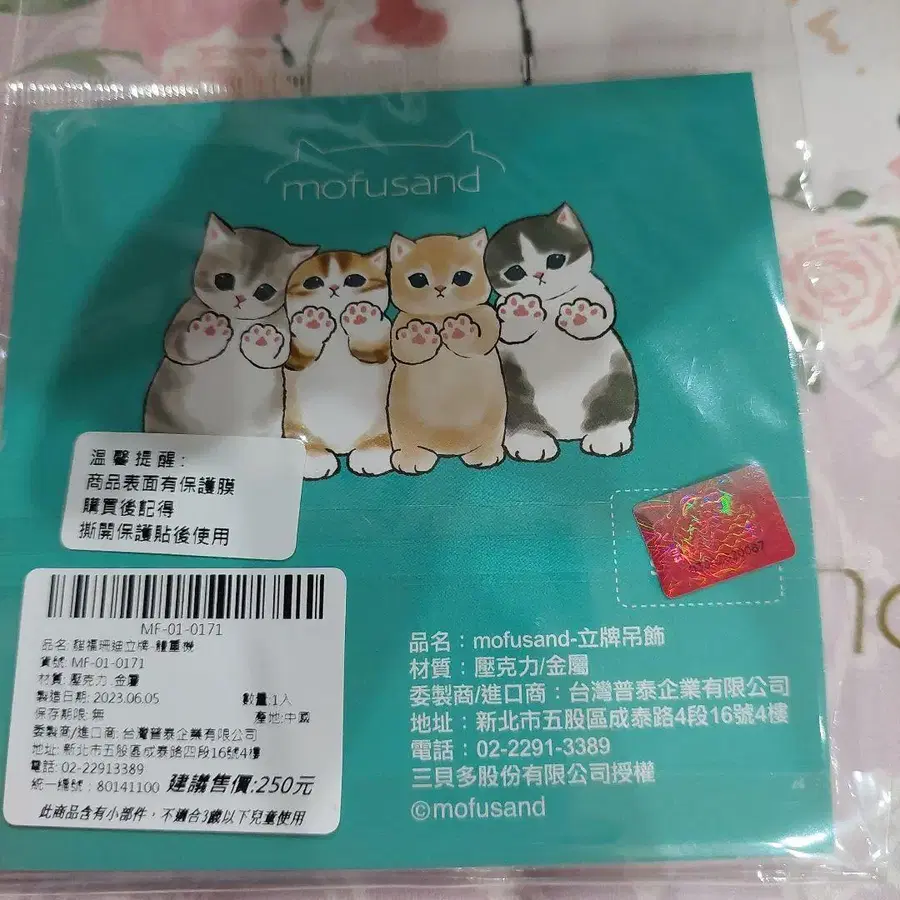 mofusand
溫馨提醒:
商品表面有保護膜
購買後記得
撕開保護貼後使用
MF-01-0171
品名: 甜福珊迪立牌-體重機
貨號: MF-01-0171
材質: 壓克力.金屬
製造日期: 2023.06.05 數量:1入
保存期限:無 產地:中國
委製商/進口商: 台灣普泰企業有限公司
地址: 新北市五股區成泰路四段16號4樓
電話: 02-22913389
統一編號: 80141100 建議售價:250元
此商品含有小部件，不適合3歲以下兒童使用
品名：mofusand-立牌吊飾
材質：壓克力/金屬
委製商/進口商：台灣普泰企業有限公司
地址：新北市五股區成泰路4段16號4樓
電話：02-2291-3389
三貝多股份有限公司授權
©mofusand